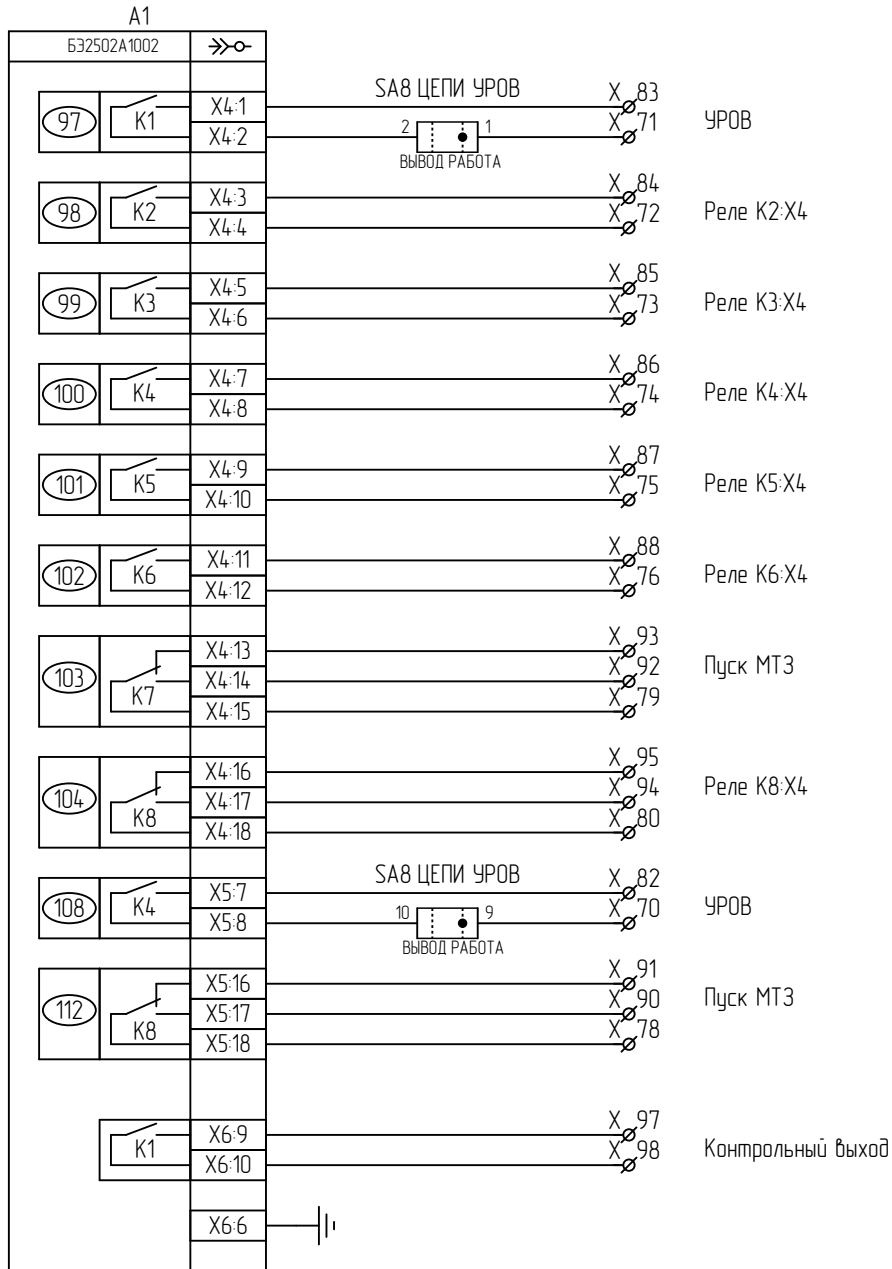 A1
БЭ2502А1002
97 K1 X4:1 SA8 ЦЕПИ УРОВ X 83
X4:2 2 1 X 71 УРОВ
ВЫВОД РАБОТА
98 K2 X4:3 X 84
X4:4 X 72 Реле K2:X4
99 K3 X4:5 X 85
X4:6 X 73 Реле K3:X4
100 K4 X4:7 X 86
X4:8 X 74 Реле K4:X4
101 K5 X4:9 X 87
X4:10 X 75 Реле K5:X4
102 K6 X4:11 X 88
X4:12 X 76 Реле K6:X4
X4:13 X 93
103 X4:14 X 92 Пуск МТЗ
K7 X4:15 X 79
X4:16 X 95
104 X4:17 X 94 Реле K8:X4
K8 X4:18 X 80
108 K4 X5:7 SA8 ЦЕПИ УРОВ X 82
X5:8 10 9 X 70 УРОВ
ВЫВОД РАБОТА
X5:16 X 91
112 X5:17 X 90 Пуск МТЗ
K8 X5:18 X 78
K1 X6:9 X 97
X6:10 X 98 Контрольный выход
X6:6